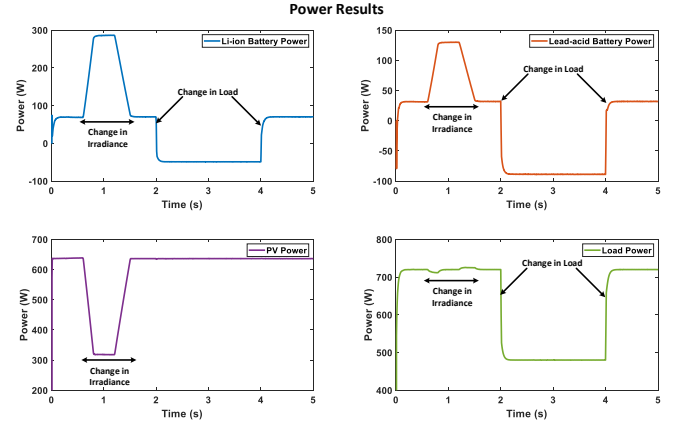 Power Results
Li-ion Battery Power
Power (W)
300
200
100
0
-100
Change in Load
Change in
Irradiance
0
1
2
3
4
5
Time (s)
Lead-acid Battery Power
Power (W)
150
100
50
0
-50
-100
Change in Load
Change in
Irradiance
0
1
2
3
4
5
Time (s)
PV Power
Power (W)
700
600
500
400
300
200
Change in
Irradiance
0
1
2
3
4
5
Time (s)
Load Power
Power (W)
800
700
600
500
400
Change in Load
Change in
Irradiance
0
1
2
3
4
5
Time (s)